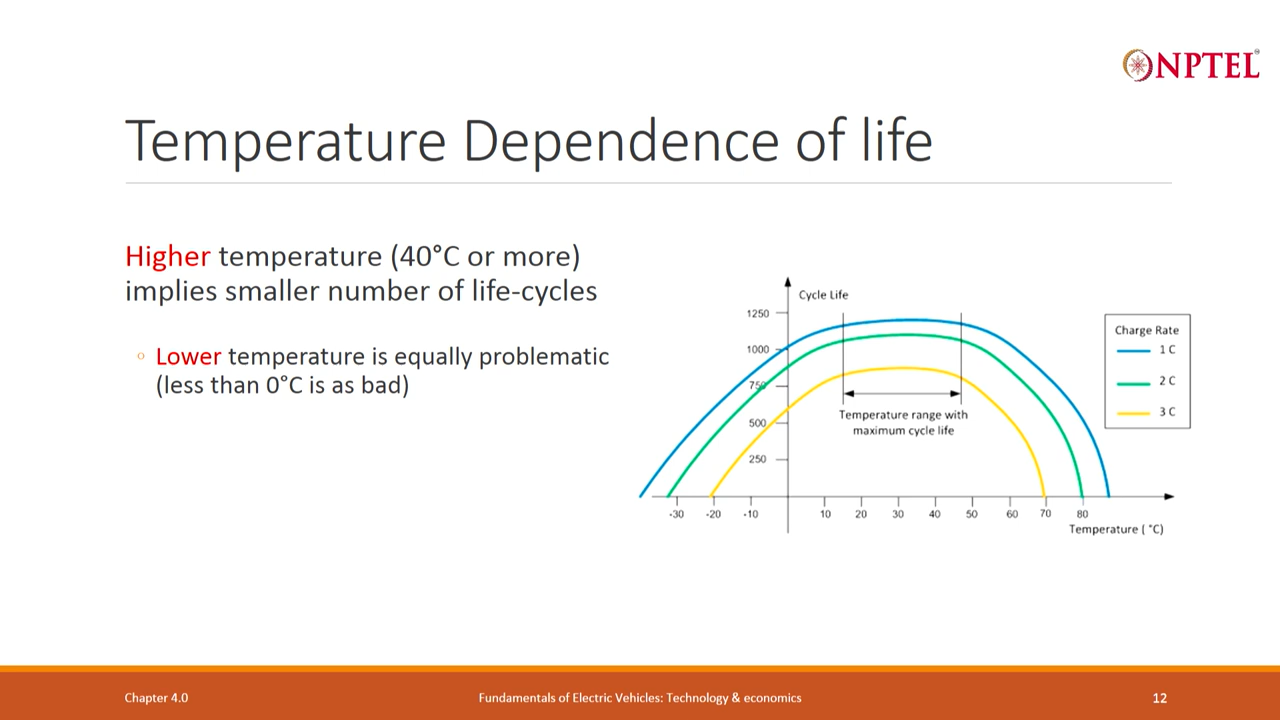 NPTEL
Temperature Dependence of life
Higher temperature (40°C or more)
implies smaller number of life-cycles
◦ Lower temperature is equally problematic
(less than 0°C is as bad)
Cycle Life
1250
1000
750
500
250
-30 -20 -10 10 20 30 40 50 60 70 80
Temperature ( °C)
Temperature range with
maximum cycle life
Charge Rate
1 C
2 C
3 C
Chapter 4.0
Fundamentals of Electric Vehicles: Technology & economics
12